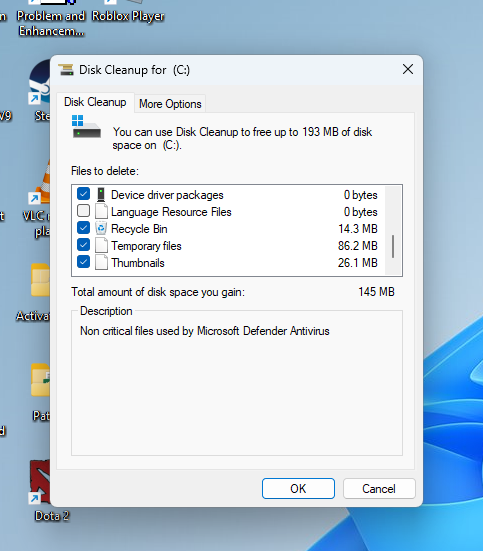 Problem and
Enhancem...
Roblox Player
Disk Cleanup for (C:)
Disk Cleanup
More Options
You can use Disk Cleanup to free up to 193 MB of disk
space on (C:).
Files to delete:
Device driver packages 0 bytes
Language Resource Files 0 bytes
Recycle Bin 14.3 MB
Temporary files 86.2 MB
Thumbnails 26.1 MB
Total amount of disk space you gain: 145 MB
Description
Non critical files used by Microsoft Defender Antivirus
OK
Cancel
V9
Ste
VLC
pla
Activa
Pat
Dota 2